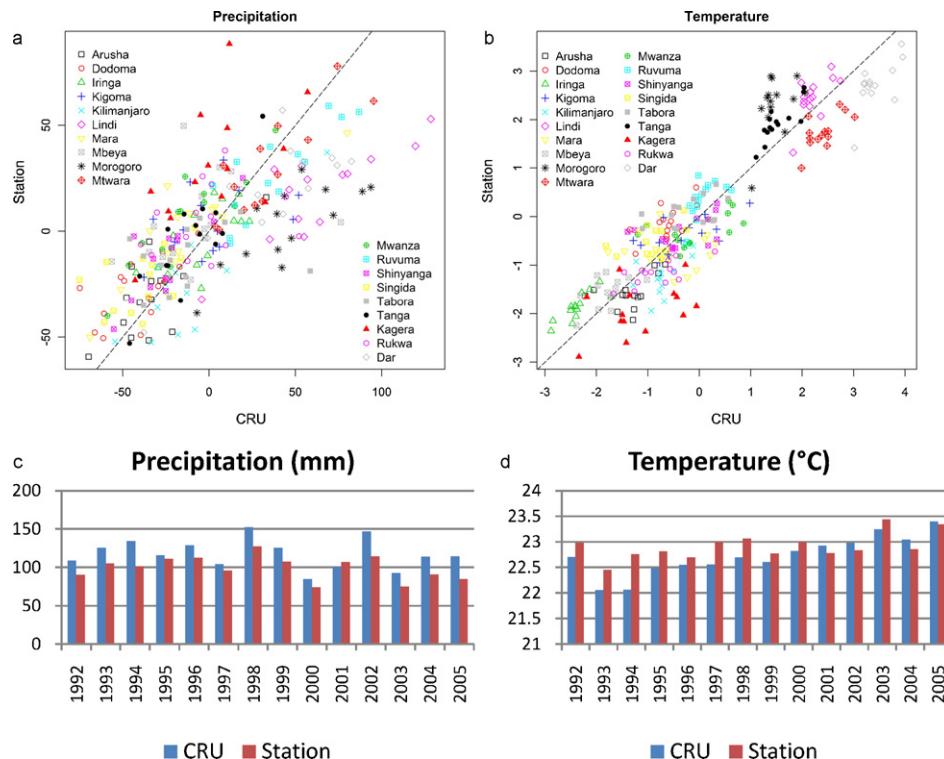 Precipitation
a
Station
50
0
-50
Arusha
Dodoma
Iringa
Kigoma
Kilimanjaro
Lindi
Mara
Mbeya
Morogoro
Mtwara
Mwanza
Ruvuma
Shinyanga
Singida
Tabora
Tanga
Kagera
Rukwa
Dar
-50 0 50 100
CRU
Temperature
b
Station
3
2
1
0
-1
-2
-3
Arusha Mwanza
Dodoma Ruvuma
Iringa Shinyanga
Kigoma Singida
Kilimanjaro Tabora
Lindi Tanga
Mara Kagera
Mbeya Rukwa
Morogoro Dar
Mtwara
-3 -2 -1 0 1 2 3 4
CRU
c
Precipitation (mm)
200
150
100
50
0
1992 1993 1994 1995 1996 1997 1998 1999 2000 2001 2002 2003 2004 2005
CRU Station
d
Temperature (°C)
24
23.5
23
22.5
22
21.5
21
1992 1993 1994 1995 1996 1997 1998 1999 2000 2001 2002 2003 2004 2005
CRU Station